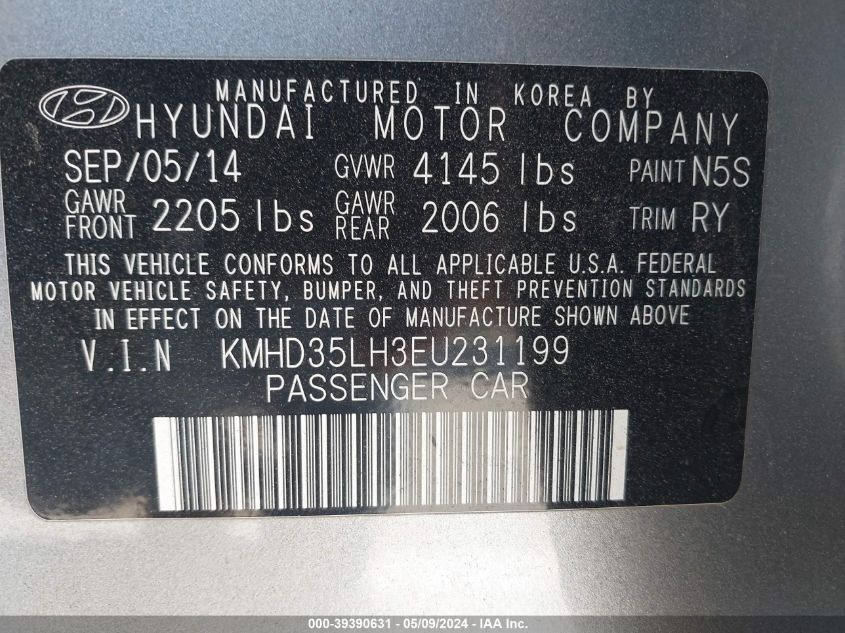 MANUFACTURED IN KOREA BY
HYUNDAI MOTOR COMPANY
SEP/05/14 GVWR 4145 lbs PAINT N5S
GAWR FRONT 2205 lbs GAWR REAR 2006 lbs TRIM RY
THIS VEHICLE CONFORMS TO ALL APPLICABLE U.S.A. FEDERAL
MOTOR VEHICLE SAFETY, BUMPER, AND THEFT PREVENTION STANDARDS
IN EFFECT ON THE DATE OF MANUFACTURE SHOWN ABOVE
V.I.N KMHD35LH3EU231199
PASSENGER CAR
000-39390631 - 05/09/2024 - IAA, Inc.